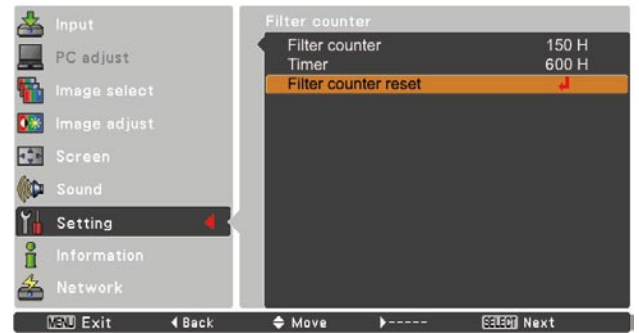 Input
PC adjust
Image select
Image adjust
Screen
Sound
Setting
Information
Network
Filter counter
Filter counter 150 H
Timer 600 H
Filter counter reset
MENU Exit Back Move ----- SELECT Next